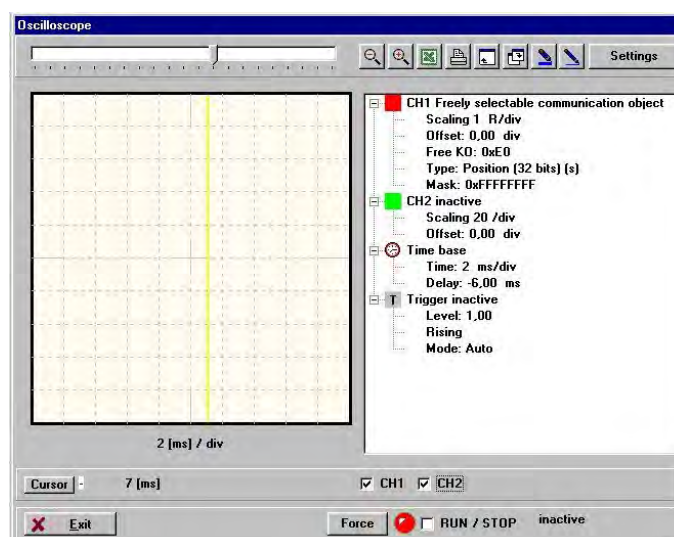 Oscilloscope
Settings
CH1 Freely selectable communication object
Scaling 1 R/div
Offset: 0,00 div
Free KO: 0xE0
Type: Position (32 bits) (s)
Mask: 0xFFFFFFFF
CH2 inactive
Scaling 20 /div
Offset: 0,00 div
Time base
Time: 2 ms/div
Delay: -6,00 ms
T Trigger inactive
Level: 1,00
Rising
Mode: Auto
2 [ms] / div
Cursor - 7 [ms] CH1 CH2
Exit Force RUN / STOP inactive